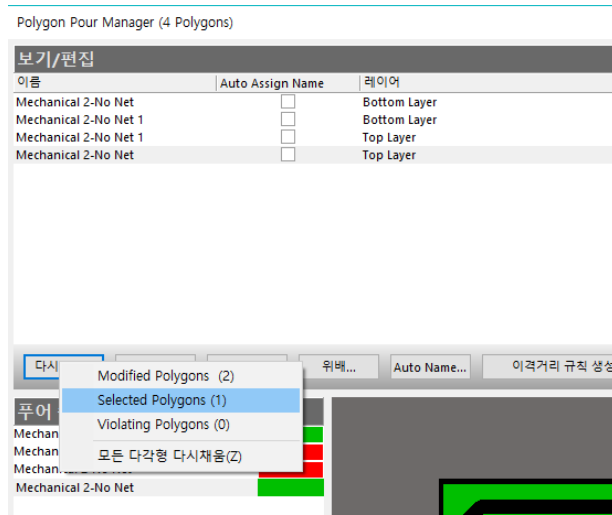 Polygon Pour Manager (4 Polygons)
보기/편집
이름 Auto Assign Name 레이어
Mechanical 2-No Net Bottom Layer
Mechanical 2-No Net 1 Bottom Layer
Mechanical 2-No Net 1 Top Layer
Mechanical 2-No Net Top Layer
다시 위배... Auto Name... 이격거리 규칙 생성
Modified Polygons (2)
Selected Polygons (1)
Violating Polygons (0)
모든 다각형 다시채움(Z)
푸어
Mechan
Mechan
Mechan
Mechanical 2-No Net